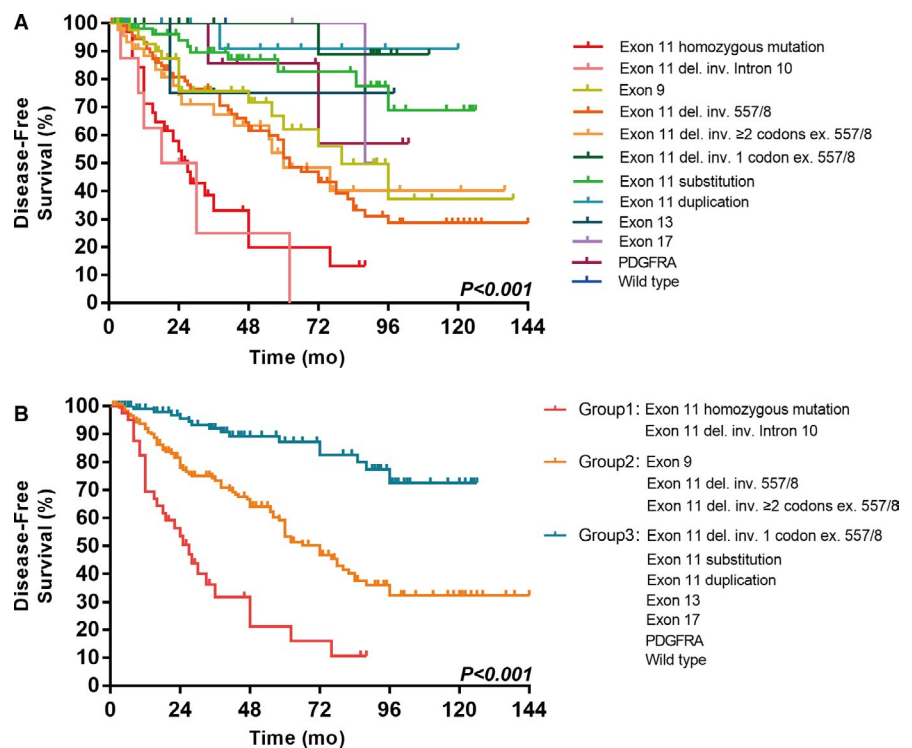 A
Disease-Free
Survival (%)
100
90
80
70
60
50
40
30
20
10
0
0 24 48 72 96 120 144
Time (mo)
P<0.001
Exon 11 homozygous mutation
Exon 11 del. inv. Intron 10
Exon 9
Exon 11 del. inv. 557/8
Exon 11 del. inv. ≥2 codons ex. 557/8
Exon 11 del. inv. 1 codon ex. 557/8
Exon 11 substitution
Exon 11 duplication
Exon 13
Exon 17
PDGFRA
Wild type
B
Disease-Free
Survival (%)
100
90
80
70
60
50
40
30
20
10
0
0 24 48 72 96 120 144
Time (mo)
P<0.001
Group1: Exon 11 homozygous mutation
Exon 11 del. inv. Intron 10
Group2: Exon 9
Exon 11 del. inv. 557/8
Exon 11 del. inv. ≥2 codons ex. 557/8
Group3: Exon 11 del. inv. 1 codon ex. 557/8
Exon 11 substitution
Exon 11 duplication
Exon 13
Exon 17
PDGFRA
Wild type